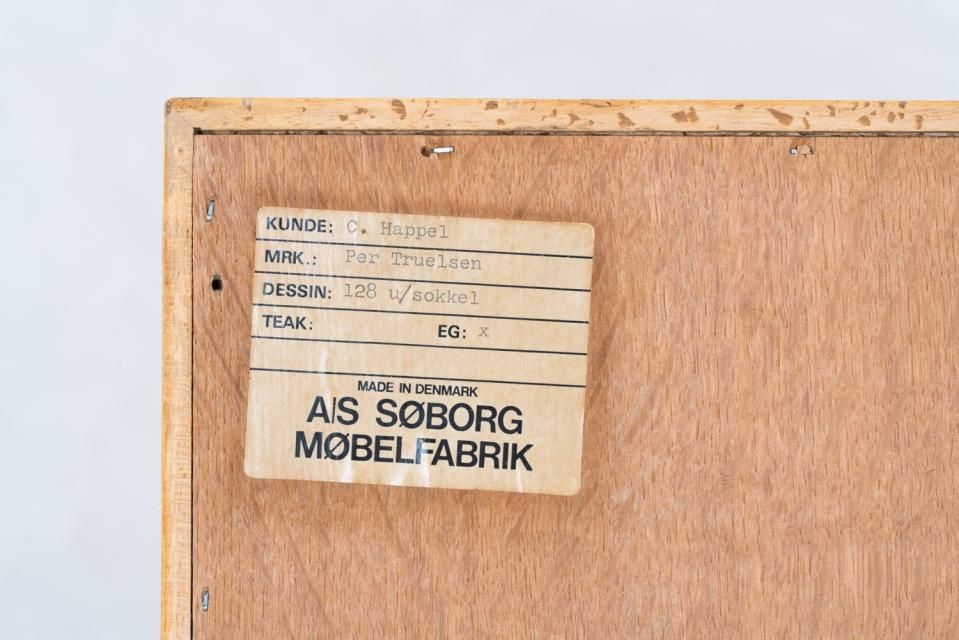 KUNDE: C. Happel
MRK.: Per Truelsen
DESSIN: 128 u/sokkel
TEAK: EG: x
MADE IN DENMARK
A/S SØBORG
MØBELFABRIK